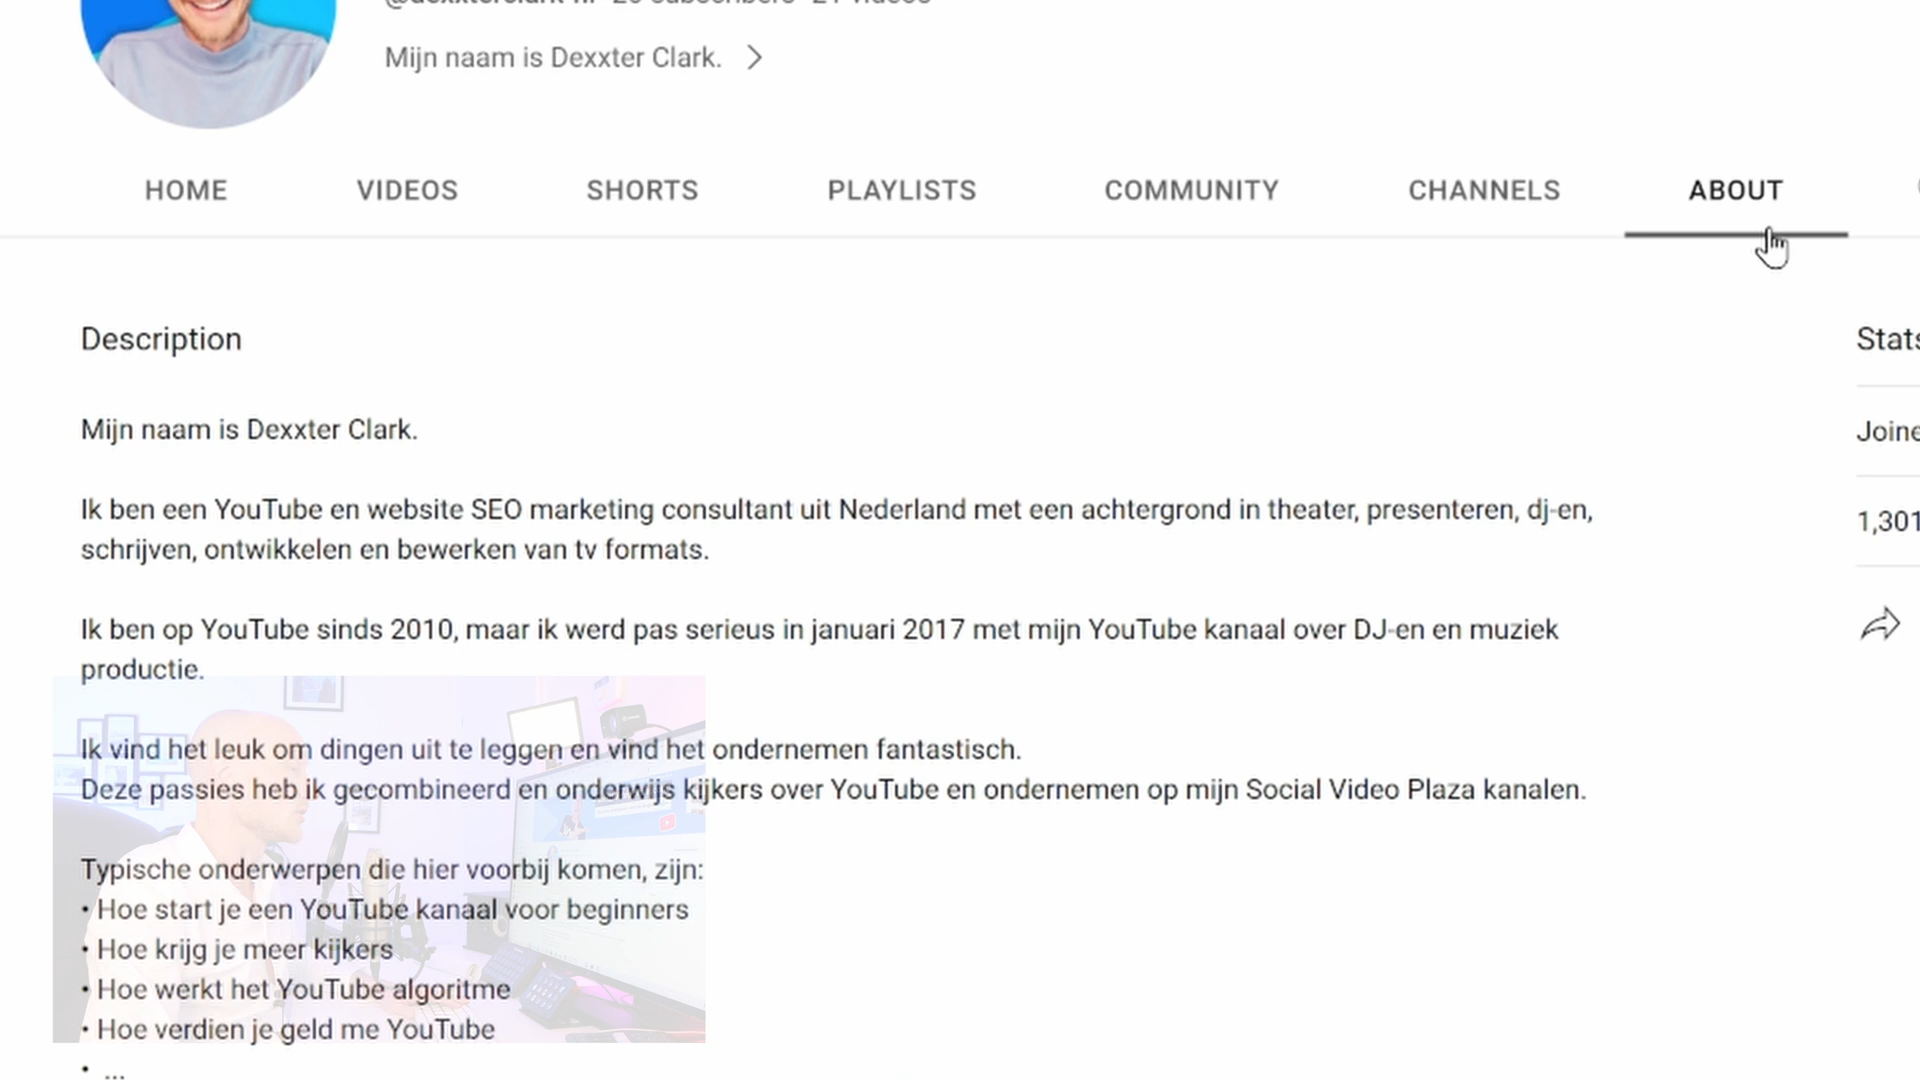 Mijn naam is Dexxter Clark.
HOME VIDEOS SHORTS PLAYLISTS COMMUNITY CHANNELS ABOUT
Description
Stats
Mijn naam is Dexxter Clark.
Joine
Ik ben een YouTube en website SEO marketing consultant uit Nederland met een achtergrond in theater, presenteren, dj-en,
1,301
schrijven, ontwikkelen en bewerken van tv formats.
Ik ben op YouTube sinds 2010, maar ik werd pas serieus in januari 2017 met mijn YouTube kanaal over DJ-en en muziek
productie.
Ik vind het leuk om dingen uit te leggen en vind het ondernemen fantastisch.
Deze passies heb ik gecombineerd en onderwijs kijkers over YouTube en ondernemen op mijn Social Video Plaza kanalen.
Typische onderwerpen die hier voorbij komen, zijn:
• Hoe start je een YouTube kanaal voor beginners
• Hoe krijg je meer kijkers
• Hoe werkt het YouTube algoritme
• Hoe verdien je geld me YouTube
• ...